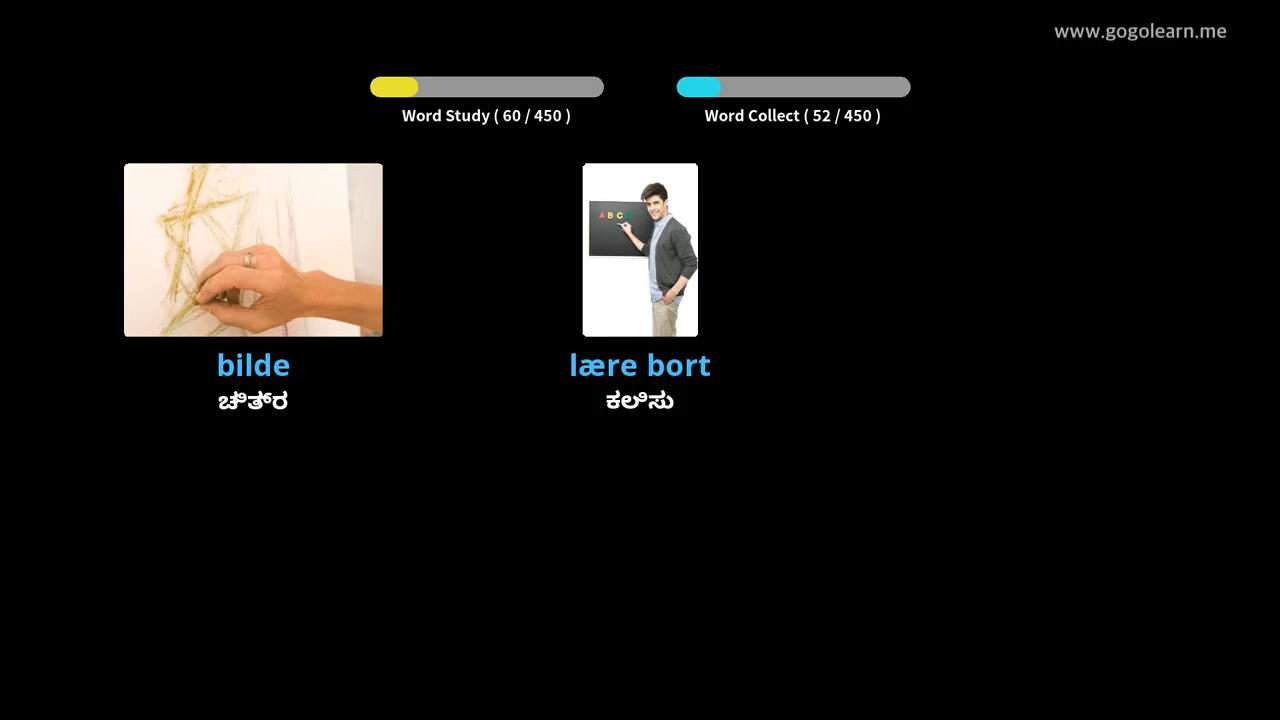 www.gogolearn.me
Word Study ( 60 / 450 )
Word Collect ( 52 / 450 )
A B C D
bilde
ಚಿತ್ರ
lære bort
ಕಲಿಸು